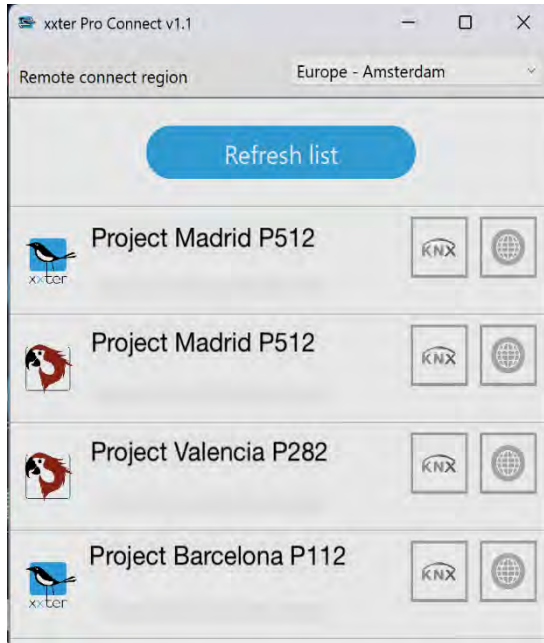 xxter Pro Connect v1.1
Remote connect region
Europe - Amsterdam
Refresh list
Project Madrid P512
KNX
xxter
Project Madrid P512
KNX
Project Valencia P282
KNX
Project Barcelona P112
KNX
xxter